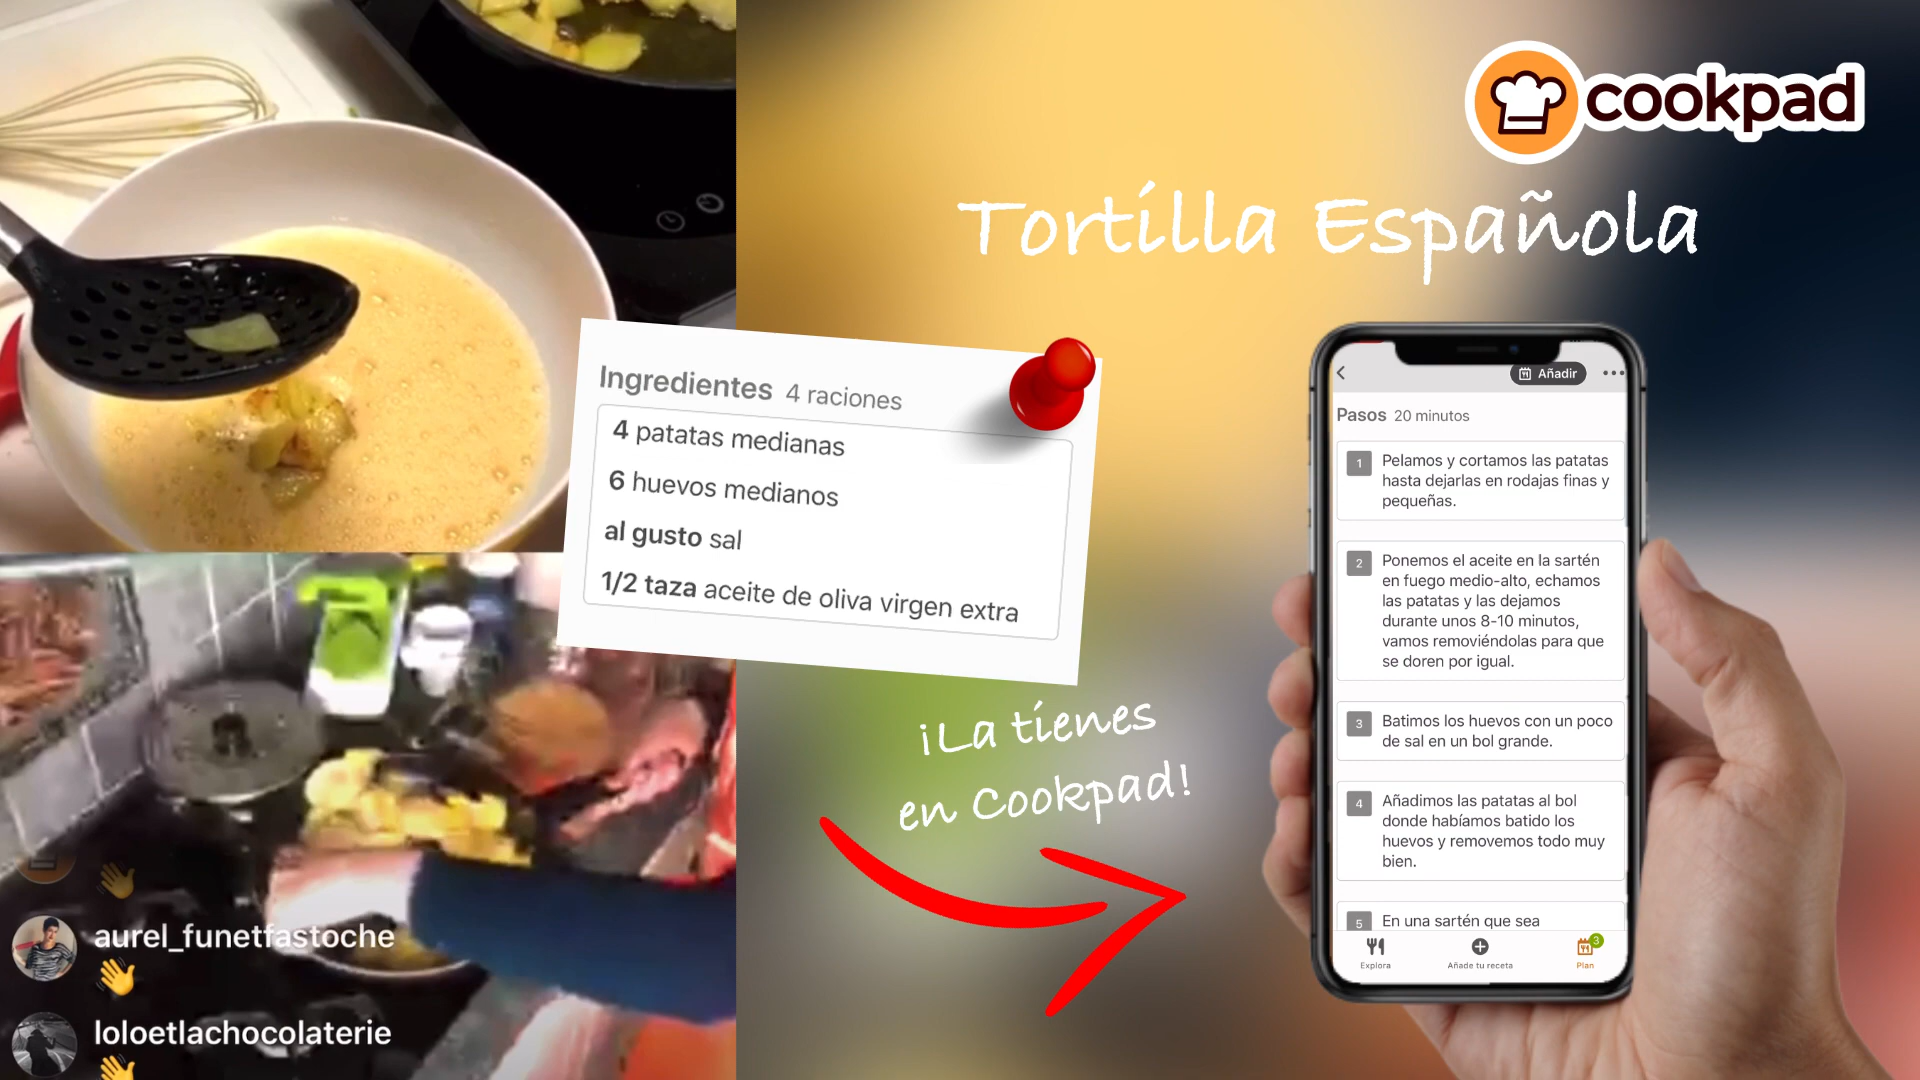 cookpad
Tortilla Española
Ingredientes 4 raciones
4 patatas medianas
6 huevos medianos
al gusto sal
1/2 taza aceite de oliva virgen extra
¡La tienes
en Cookpad!
Añadir
Pasos 20 minutos
1 Pelamos y cortamos las patatas
hasta dejarlas en rodajas finas y
pequeñas.
2 Ponemos el aceite en la sartén
en fuego medio-alto, echamos
las patatas y las dejamos
durante unos 8-10 minutos,
vamos removiéndolas para que
se doren por igual.
3 Batimos los huevos con un poco
de sal en un bol grande.
4 Añadimos las patatas al bol
donde habíamos batido los
huevos y removemos todo muy
bien.
5 En una sartén que sea
3
Explora
Añade tu receta
Plan
aurel_funetfastoche
loloetlachocolaterie